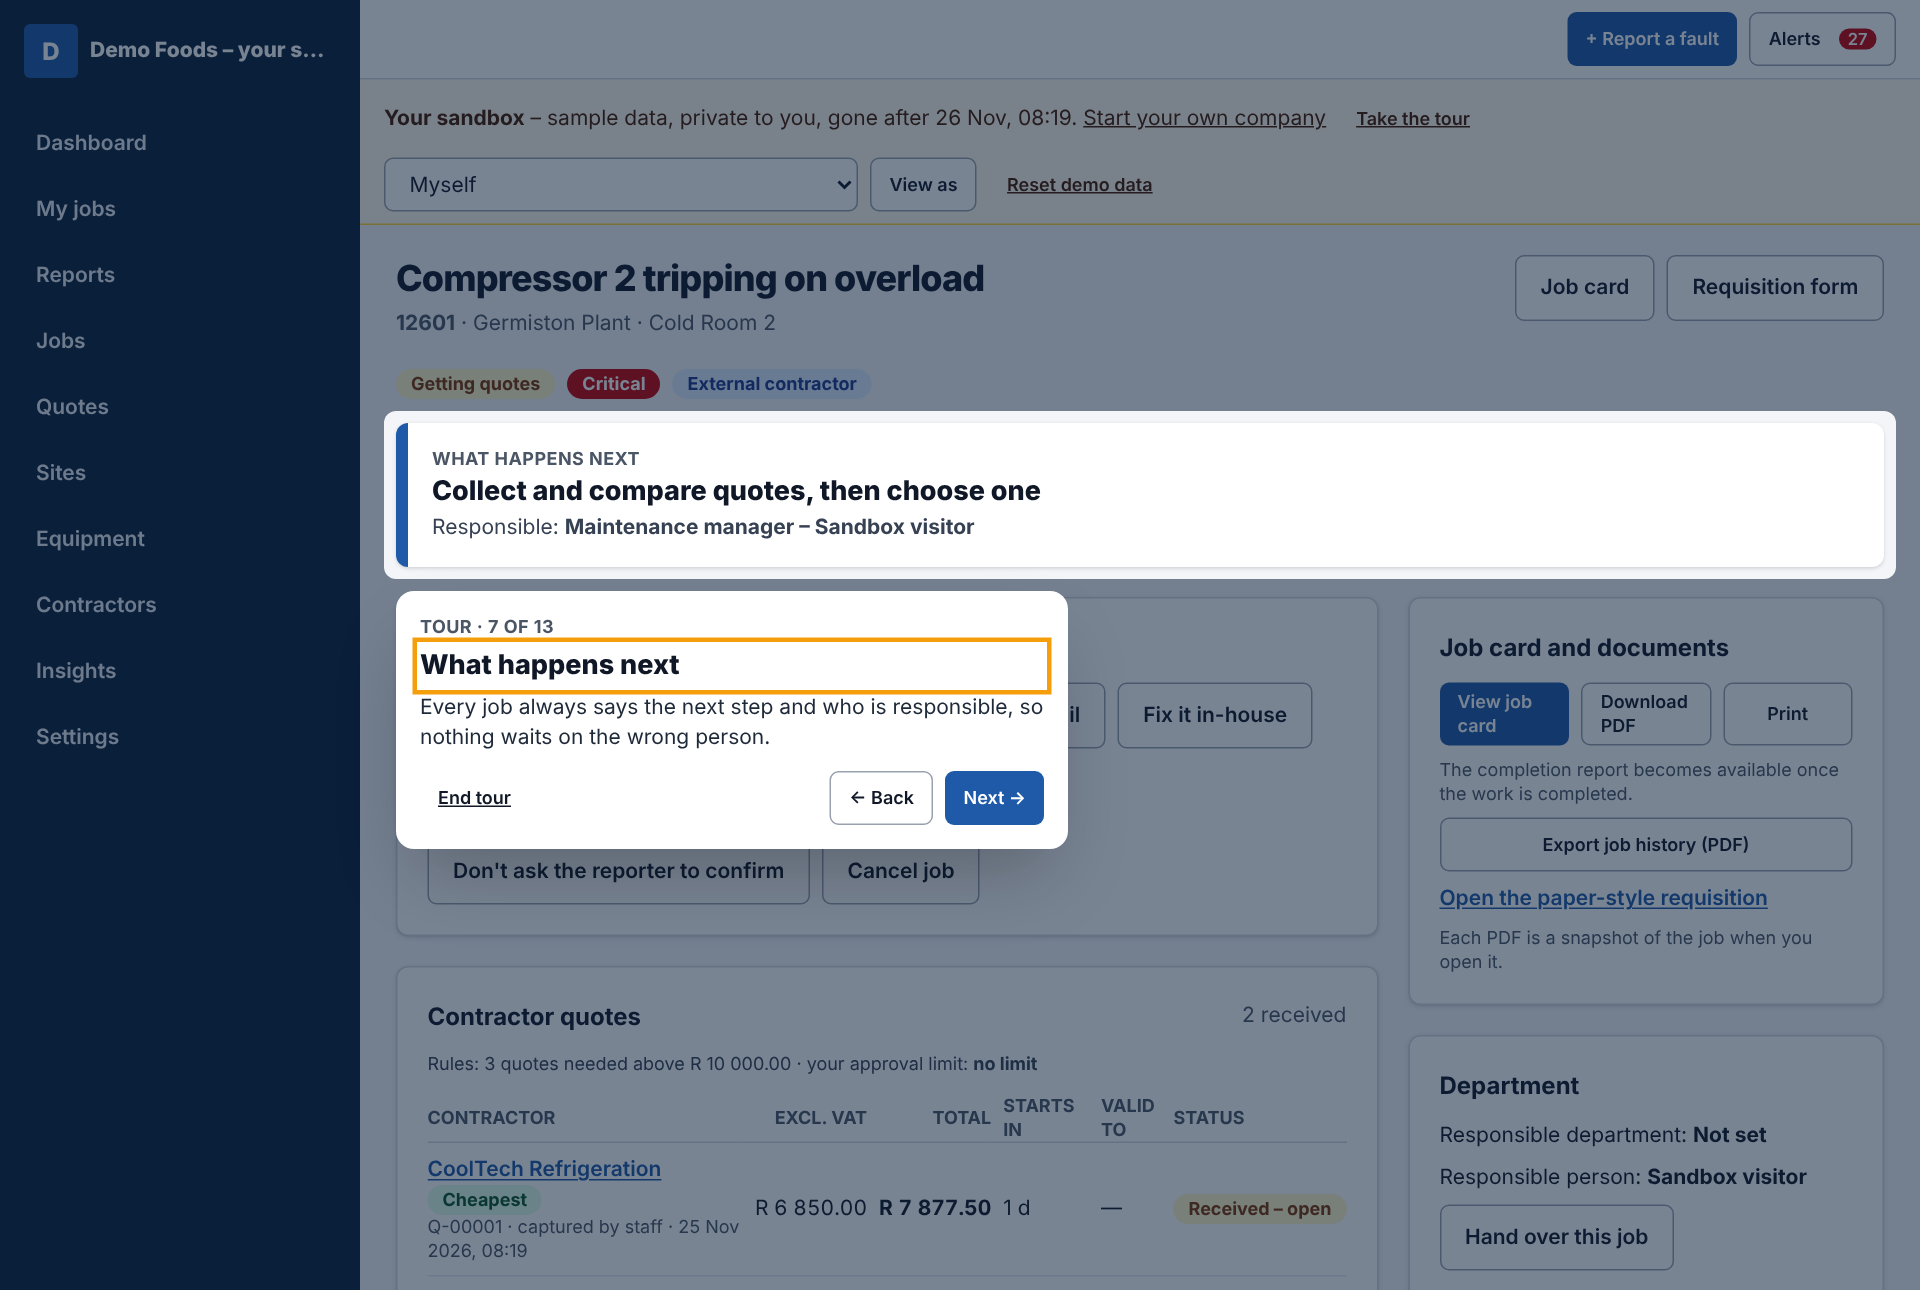 D Demo Foods – your s...
Dashboard
My jobs
Reports
Jobs
Quotes
Sites
Equipment
Contractors
Insights
Settings
+ Report a fault
Alerts 27
Your sandbox – sample data, private to you, gone after 26 Nov, 08:19. Start your own company Take the tour
Myself View as Reset demo data
Compressor 2 tripping on overload
12601 · Germiston Plant · Cold Room 2
Job card Requisition form
Getting quotes Critical External contractor
WHAT HAPPENS NEXT
Collect and compare quotes, then choose one
Responsible: Maintenance manager – Sandbox visitor
TOUR · 7 OF 13
What happens next
Every job always says the next step and who is responsible, so
nothing waits on the wrong person.
End tour ← Back Next →
Fix it in-house
Don't ask the reporter to confirm Cancel job
Contractor quotes 2 received
Rules: 3 quotes needed above R 10 000.00 · your approval limit: no limit
CONTRACTOR EXCL. VAT TOTAL STARTS IN VALID TO STATUS
CoolTech Refrigeration
Cheapest
Q-00001 · captured by staff · 25 Nov
2026, 08:19
R 6 850.00 R 7 877.50 1 d — Received – open
Job card and documents
View job card Download PDF Print
The completion report becomes available once
the work is completed.
Export job history (PDF)
Open the paper-style requisition
Each PDF is a snapshot of the job when you
open it.
Department
Responsible department: Not set
Responsible person: Sandbox visitor
Hand over this job